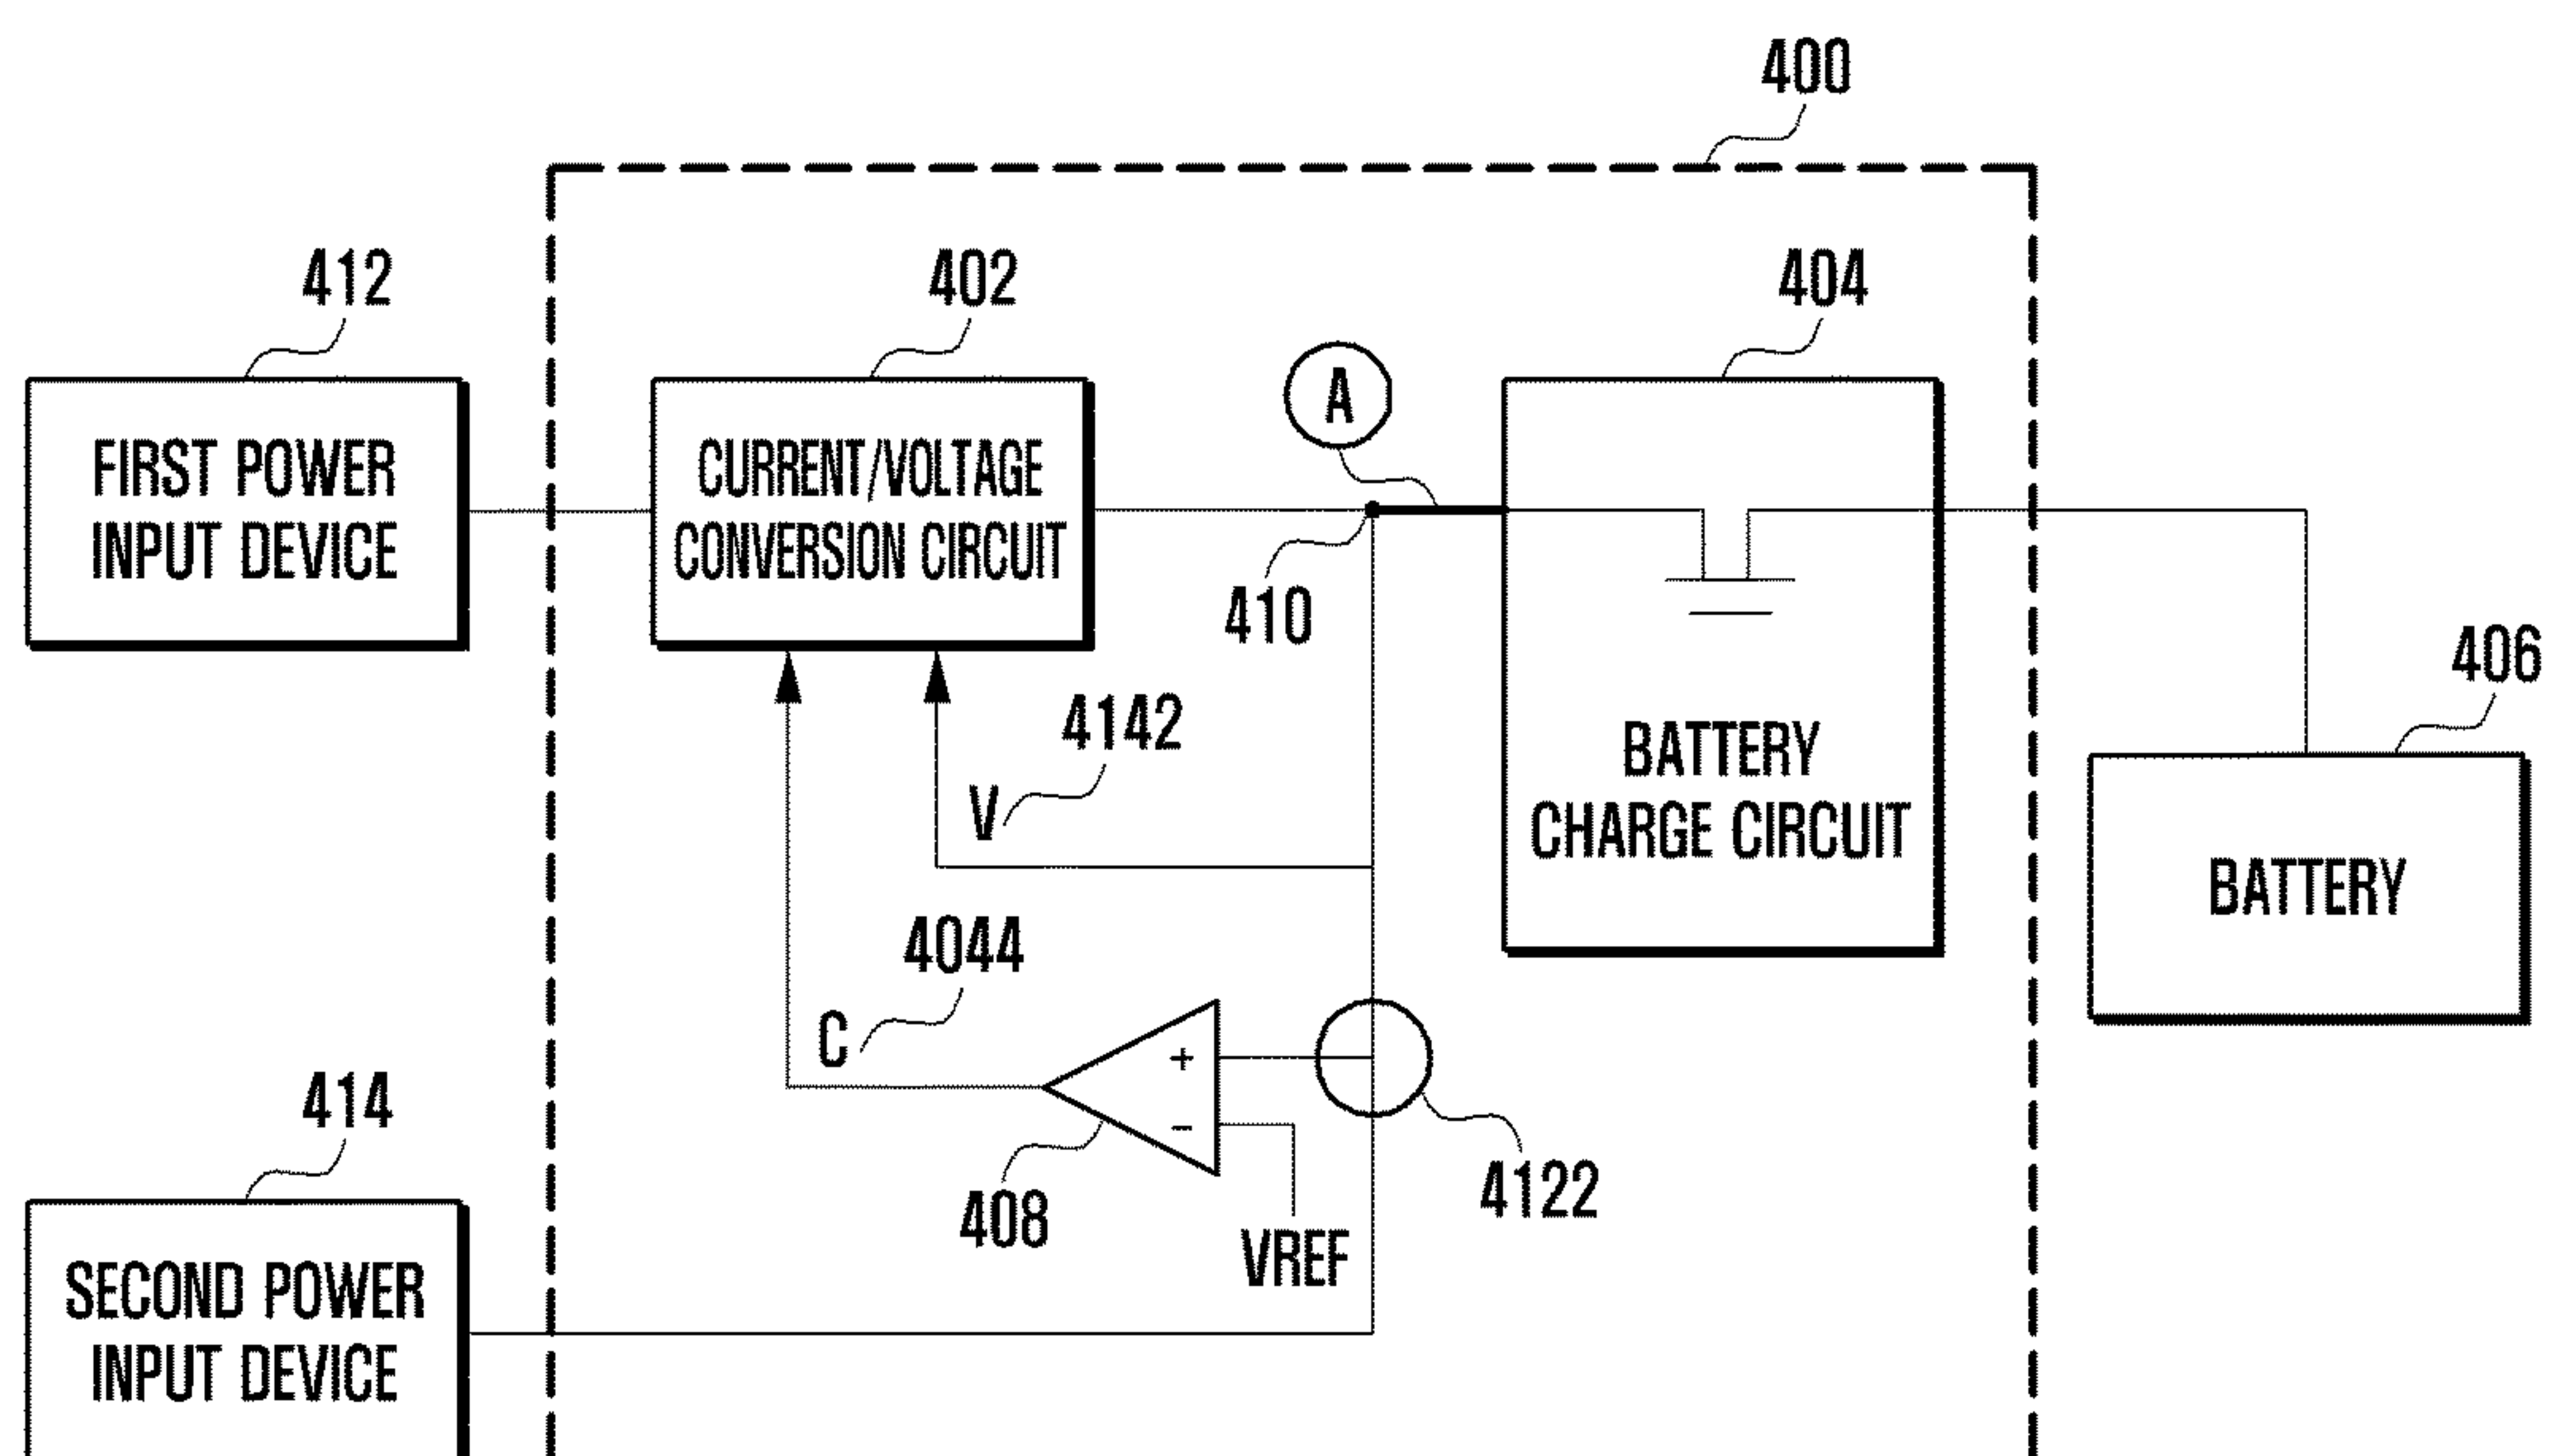 400
412
402
404
A
FIRST POWER
INPUT DEVICE
CURRENT/VOLTAGE
CONVERSION CIRCUIT
410
406
4142
V
BATTERY
CHARGE CIRCUIT
BATTERY
4044
C
+
−
414
408
4122
VREF
SECOND POWER
INPUT DEVICE